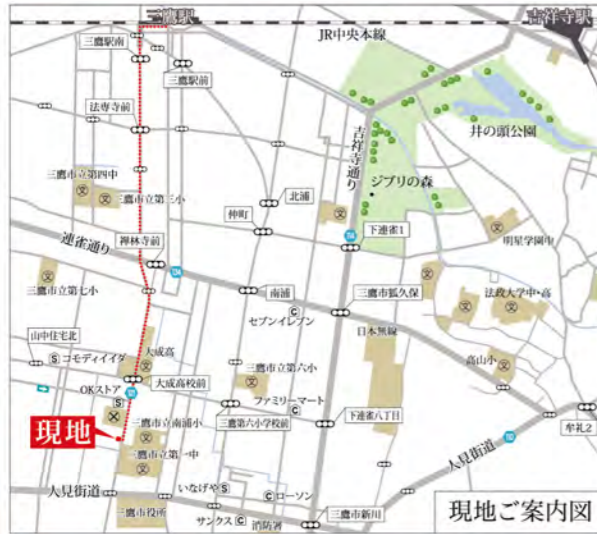 三鷹駅
吉祥寺駅
JR中央本線
三鷹駅南
三鷹駅前
法専寺前
吉祥寺通り
井の頭公園
ジブリの森
三鷹市立第四中
三鷹市立第三小
北浦
仲町
下連雀1
明星学園中
連雀通り
禅林寺前
三鷹市立第七小
南浦
三鷹市狐久保
法政大学中・高
セブンイレブン
日本無線
山中住宅北
コモディイイダ
大成高
三鷹市立第六小
高山小
OKストア
大成高校前
ファミリーマート
三鷹第六小学校前
下連雀八丁目
牟礼2
現地
三鷹市立南浦小
三鷹市立第一中
人見街道
人見街道
いなげや
ローソン
三鷹市役所
サンクス
消防署
三鷹市新川
現地ご案内図